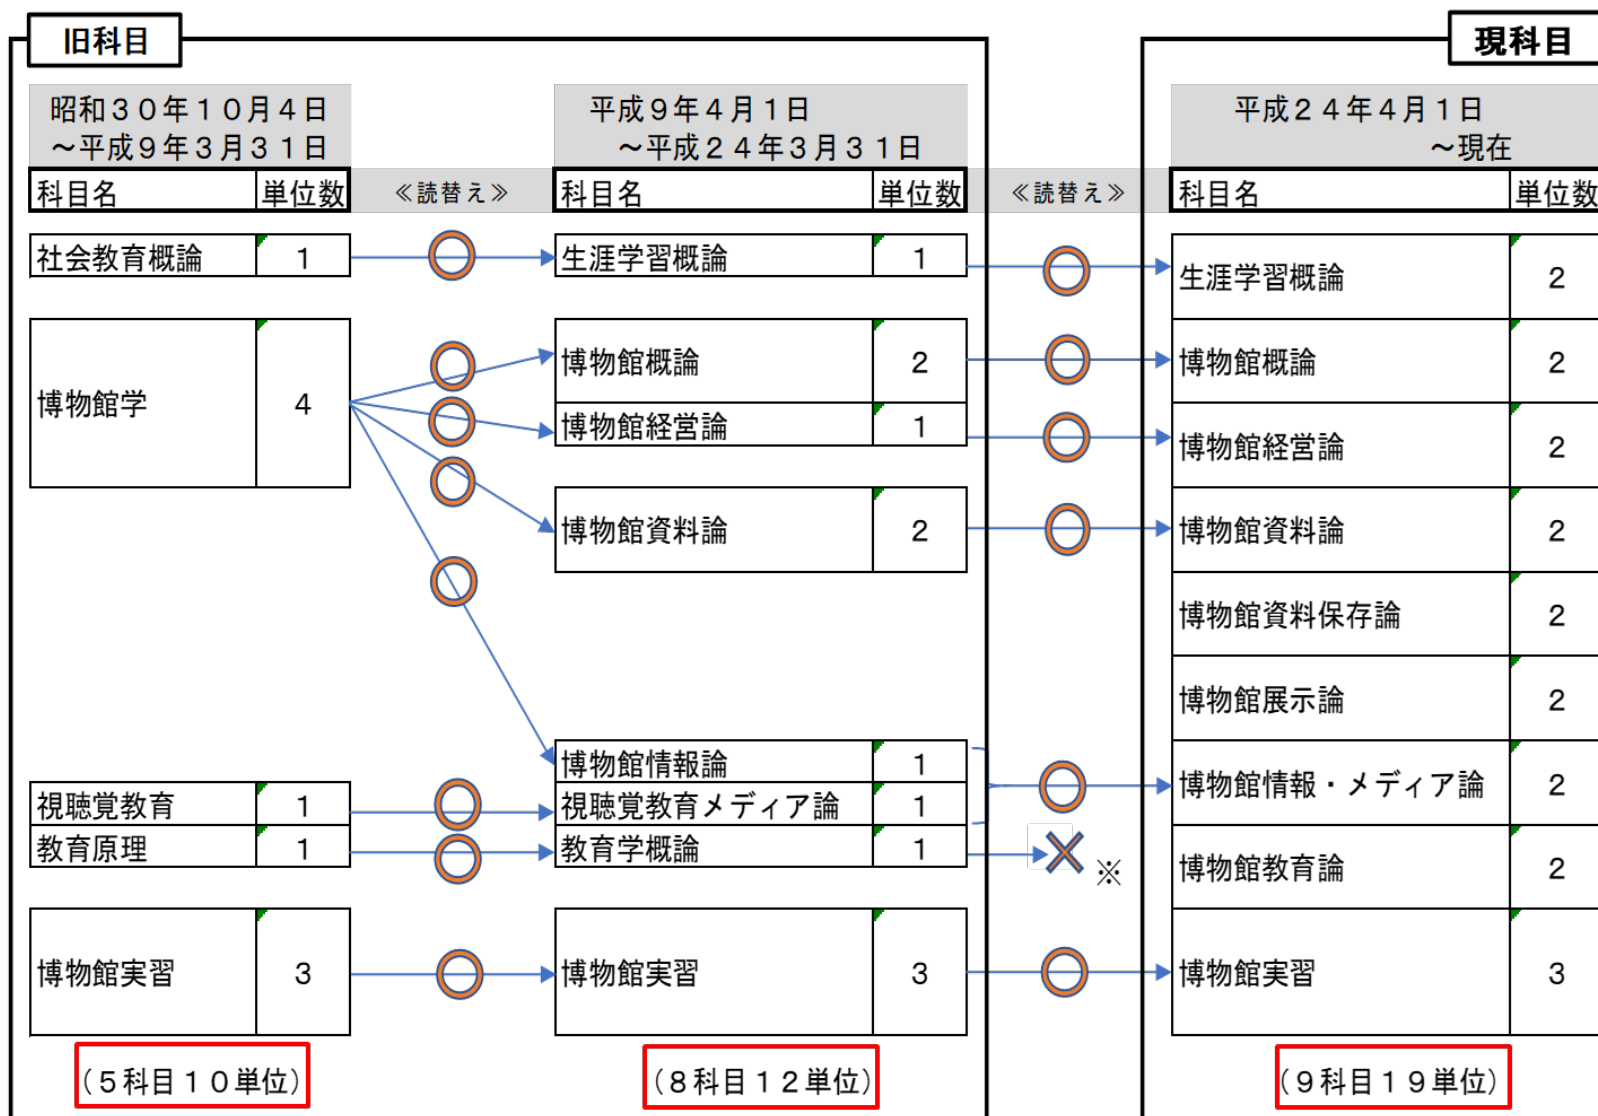 旧科目
現科目
昭和３０年１０月４日
～平成９年３月３１日
平成９年４月１日
～平成２４年３月３１日
平成２４年４月１日
～現在
科目名 単位数 ≪読替え≫ 科目名 単位数 ≪読替え≫ 科目名 単位数
社会教育概論 1 生涯学習概論 1 生涯学習概論 2
博物館学 4 博物館概論 2 博物館概論 2
博物館経営論 1 博物館経営論 2
博物館資料論 2 博物館資料論 2
博物館資料保存論 2
博物館展示論 2
博物館情報論 1 博物館情報・メディア論 2
視聴覚教育 1 視聴覚教育メディア論 1
教育原理 1 教育学概論 1 ※ 博物館教育論 2
博物館実習 3 博物館実習 3 博物館実習 3
（５科目１０単位） （８科目１２単位） （９科目１９単位）